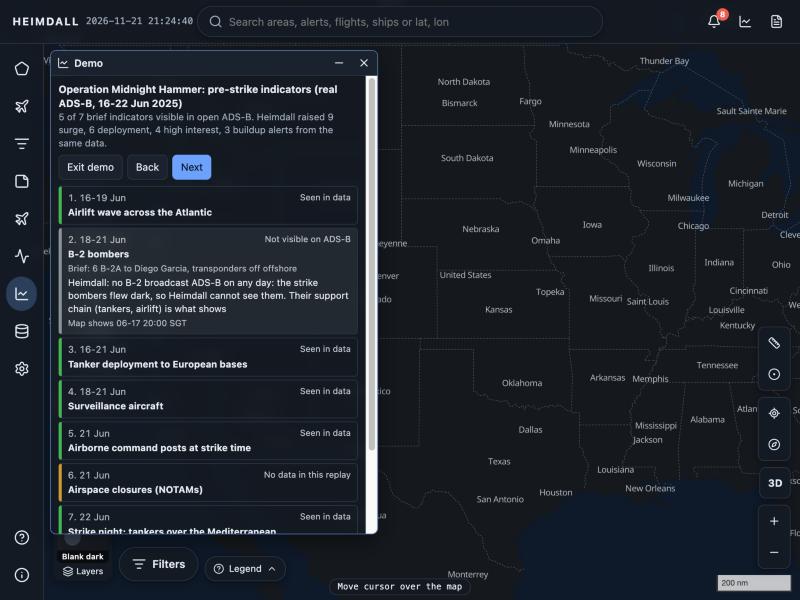 HEIMDALL 2026-11-21 21:24:40
Search areas, alerts, flights, ships or lat, lon
8
Demo
Operation Midnight Hammer: pre-strike indicators (real
ADS-B, 16-22 Jun 2025)
5 of 7 brief indicators visible in open ADS-B. Heimdall raised 9
surge, 6 deployment, 4 high interest, 3 buildup alerts from the
same data.
Exit demo
Back
Next
1. 16-19 Jun
Seen in data
Airlift wave across the Atlantic
2. 18-21 Jun
Not visible on ADS-B
B-2 bombers
Brief: 6 B-2A to Diego Garcia, transponders off offshore
Heimdall: no B-2 broadcast ADS-B on any day: the strike
bombers flew dark, so Heimdall cannot see them. Their support
chain (tankers, airlift) is what shows
Map shows 06-17 20:00 SGT
3. 16-21 Jun
Seen in data
Tanker deployment to European bases
4. 18-21 Jun
Seen in data
Surveillance aircraft
5. 21 Jun
Seen in data
Airborne command posts at strike time
6. 21 Jun
No data in this replay
Airspace closures (NOTAMs)
7. 22 Jun
Seen in data
Strike night: tankers over the Mediterranean
Thunder Bay
North Dakota
Bismarck
Fargo
Sault Sainte Marie
Minnesota
Minneapolis
South Dakota
Wisconsin
Michigan
Milwaukee
Detroit
Nebraska
Iowa
Chicago
Cleve
eyenne
Omaha
Indiana
Ohio
enver
United States
Illinois
Cincinnati
ado
Topeka
Missouri
Saint Louis
Louisville
We
Kansas
Kentucky
Tennessee
Oklahoma
Arkansas
Memphis
ico
Atlan
Alabama
Dallas
Mississippi
Jackson
Texas
Louisiana
San Antonio
Houston
New Orleans
ua
Flo
Monterrey
3D
Blank dark
Layers
Filters
Legend
Move cursor over the map
200 nm